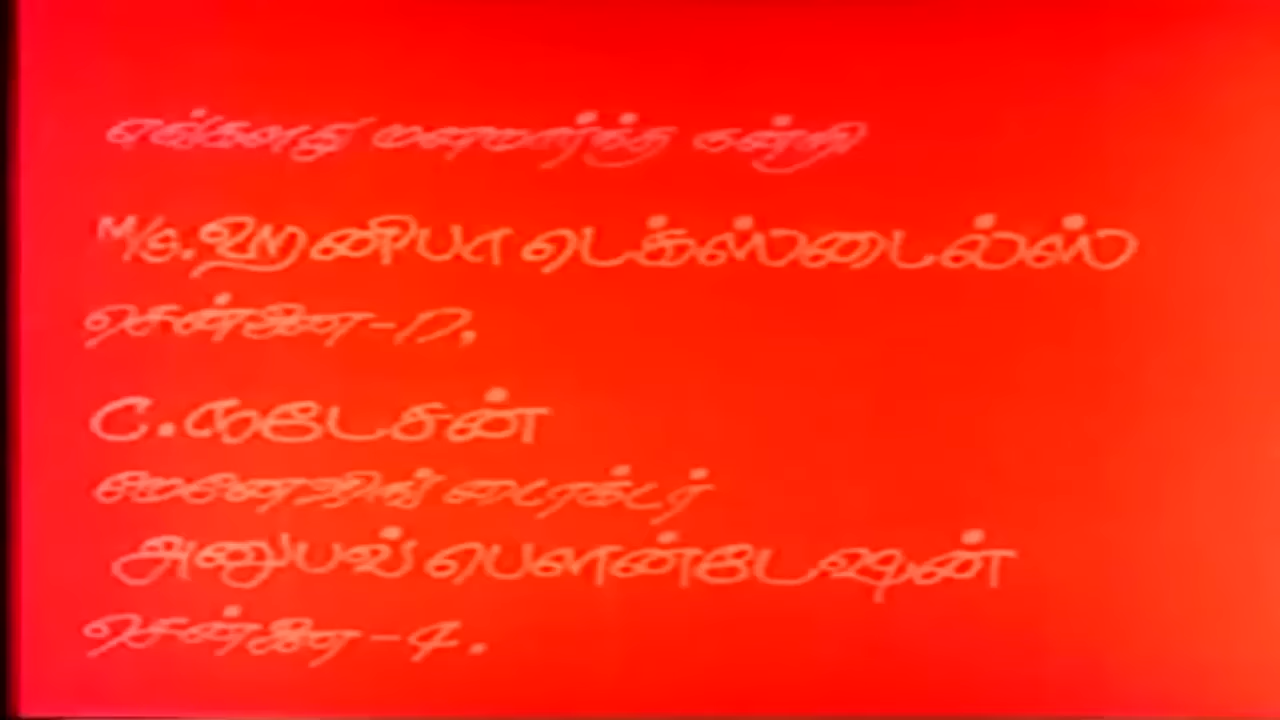 எங்களது மனமார்ந்த நன்றி
M/s.ஹனிபா டெக்ஸ்டைல்ஸ்
சென்னை-17.
C.நடேசன்
மேனேஜிங் டைரக்டர்
அனுபவ் பௌண்டேஷன்
சென்னை-4.